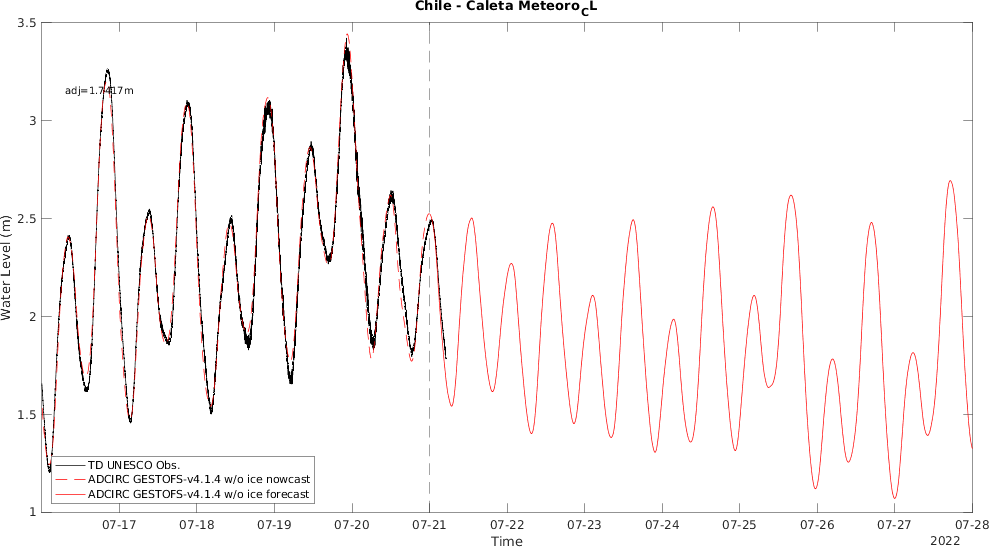 Chile - Caleta Meteoro_CL
adj=1.7417m
3.5
3
2.5
2
1.5
1
Water Level (m)
TD UNESCO Obs.
ADCIRC GESTOFS-v4.1.4 w/o ice nowcast
ADCIRC GESTOFS-v4.1.4 w/o ice forecast
07-17 07-18 07-19 07-20 07-21 07-22 07-23 07-24 07-25 07-26 07-27 07-28
Time
2022